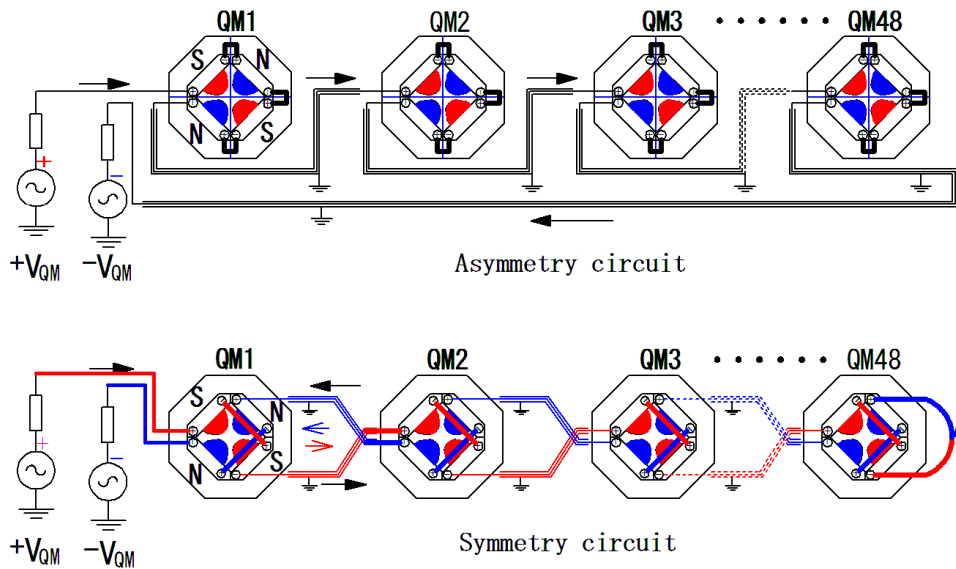 QM1 QM2 QM3 · · · · · · QM48
S N
N S
+
−
+VQM −VQM
Asymmetry circuit
QM1 QM2 QM3 · · · · · · QM48
S
N
S
N
+
−
+VQM −VQM
Symmetry circuit